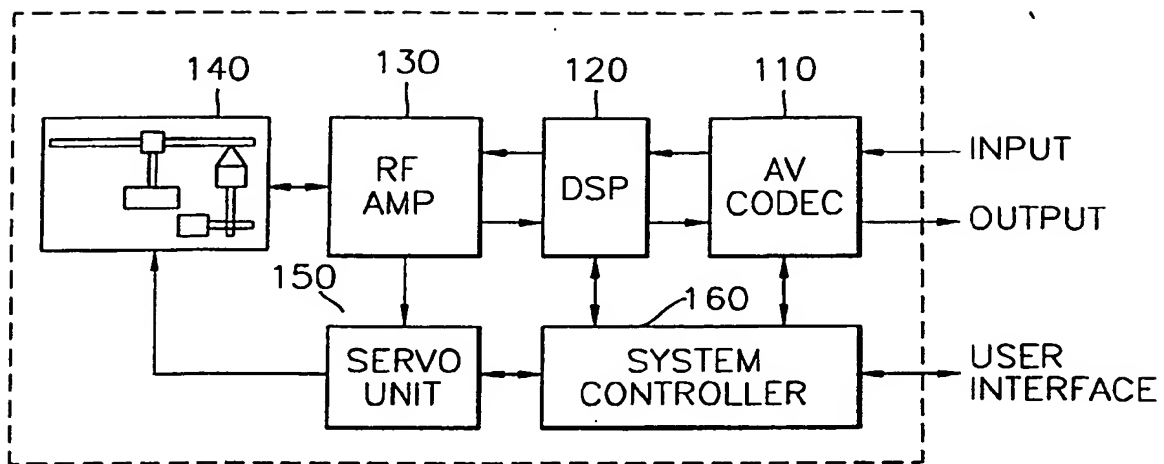 140
130
120
110
RF
AMP
DSP
AV
CODEC
INPUT
OUTPUT
150
160
SERVO
UNIT
SYSTEM
CONTROLLER
USER
INTERFACE